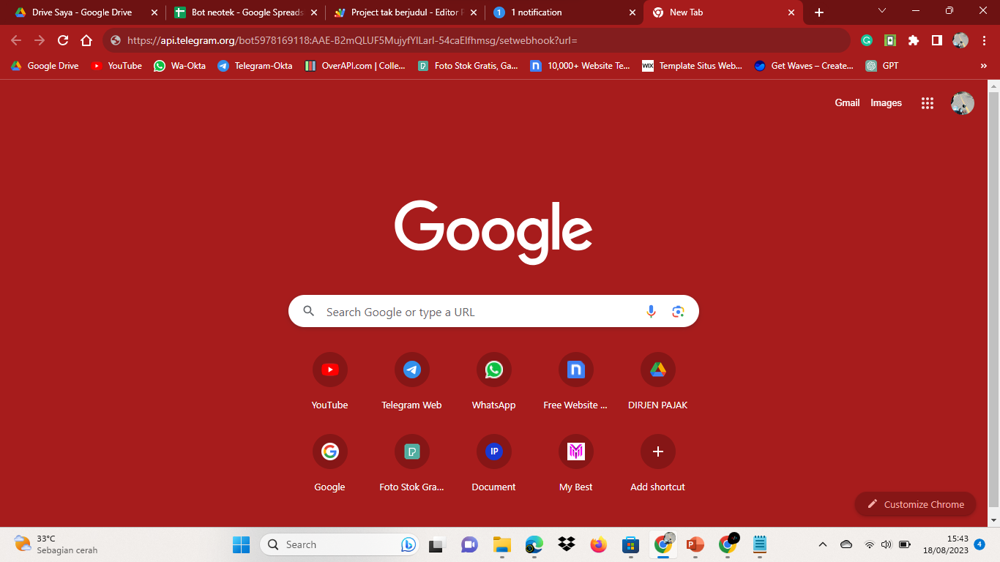 Drive Saya - Google Drive
Bot neotek - Google Spreads
Project tak berjudul - Editor P
1 1 notification
New Tab
https://api.telegram.org/bot5978169118:AAE-B2mQLUF5MujyfYlLarI-54caElfhmsg/setwebhook?url=
Google Drive YouTube Wa-Okta Telegram-Okta OverAPI.com | Colle... Foto Stok Gratis, Ga... 10,000+ Website Te... WIX Template Situs Web... Get Waves – Create... GPT »
Gmail Images
Google
Search Google or type a URL
YouTube Telegram Web WhatsApp Free Website ... DIRJEN PAJAK
IP
Google Foto Stok Gra... Document My Best Add shortcut
Customize Chrome
33°C
Sebagian cerah
Search
15:43
18/08/2023
4